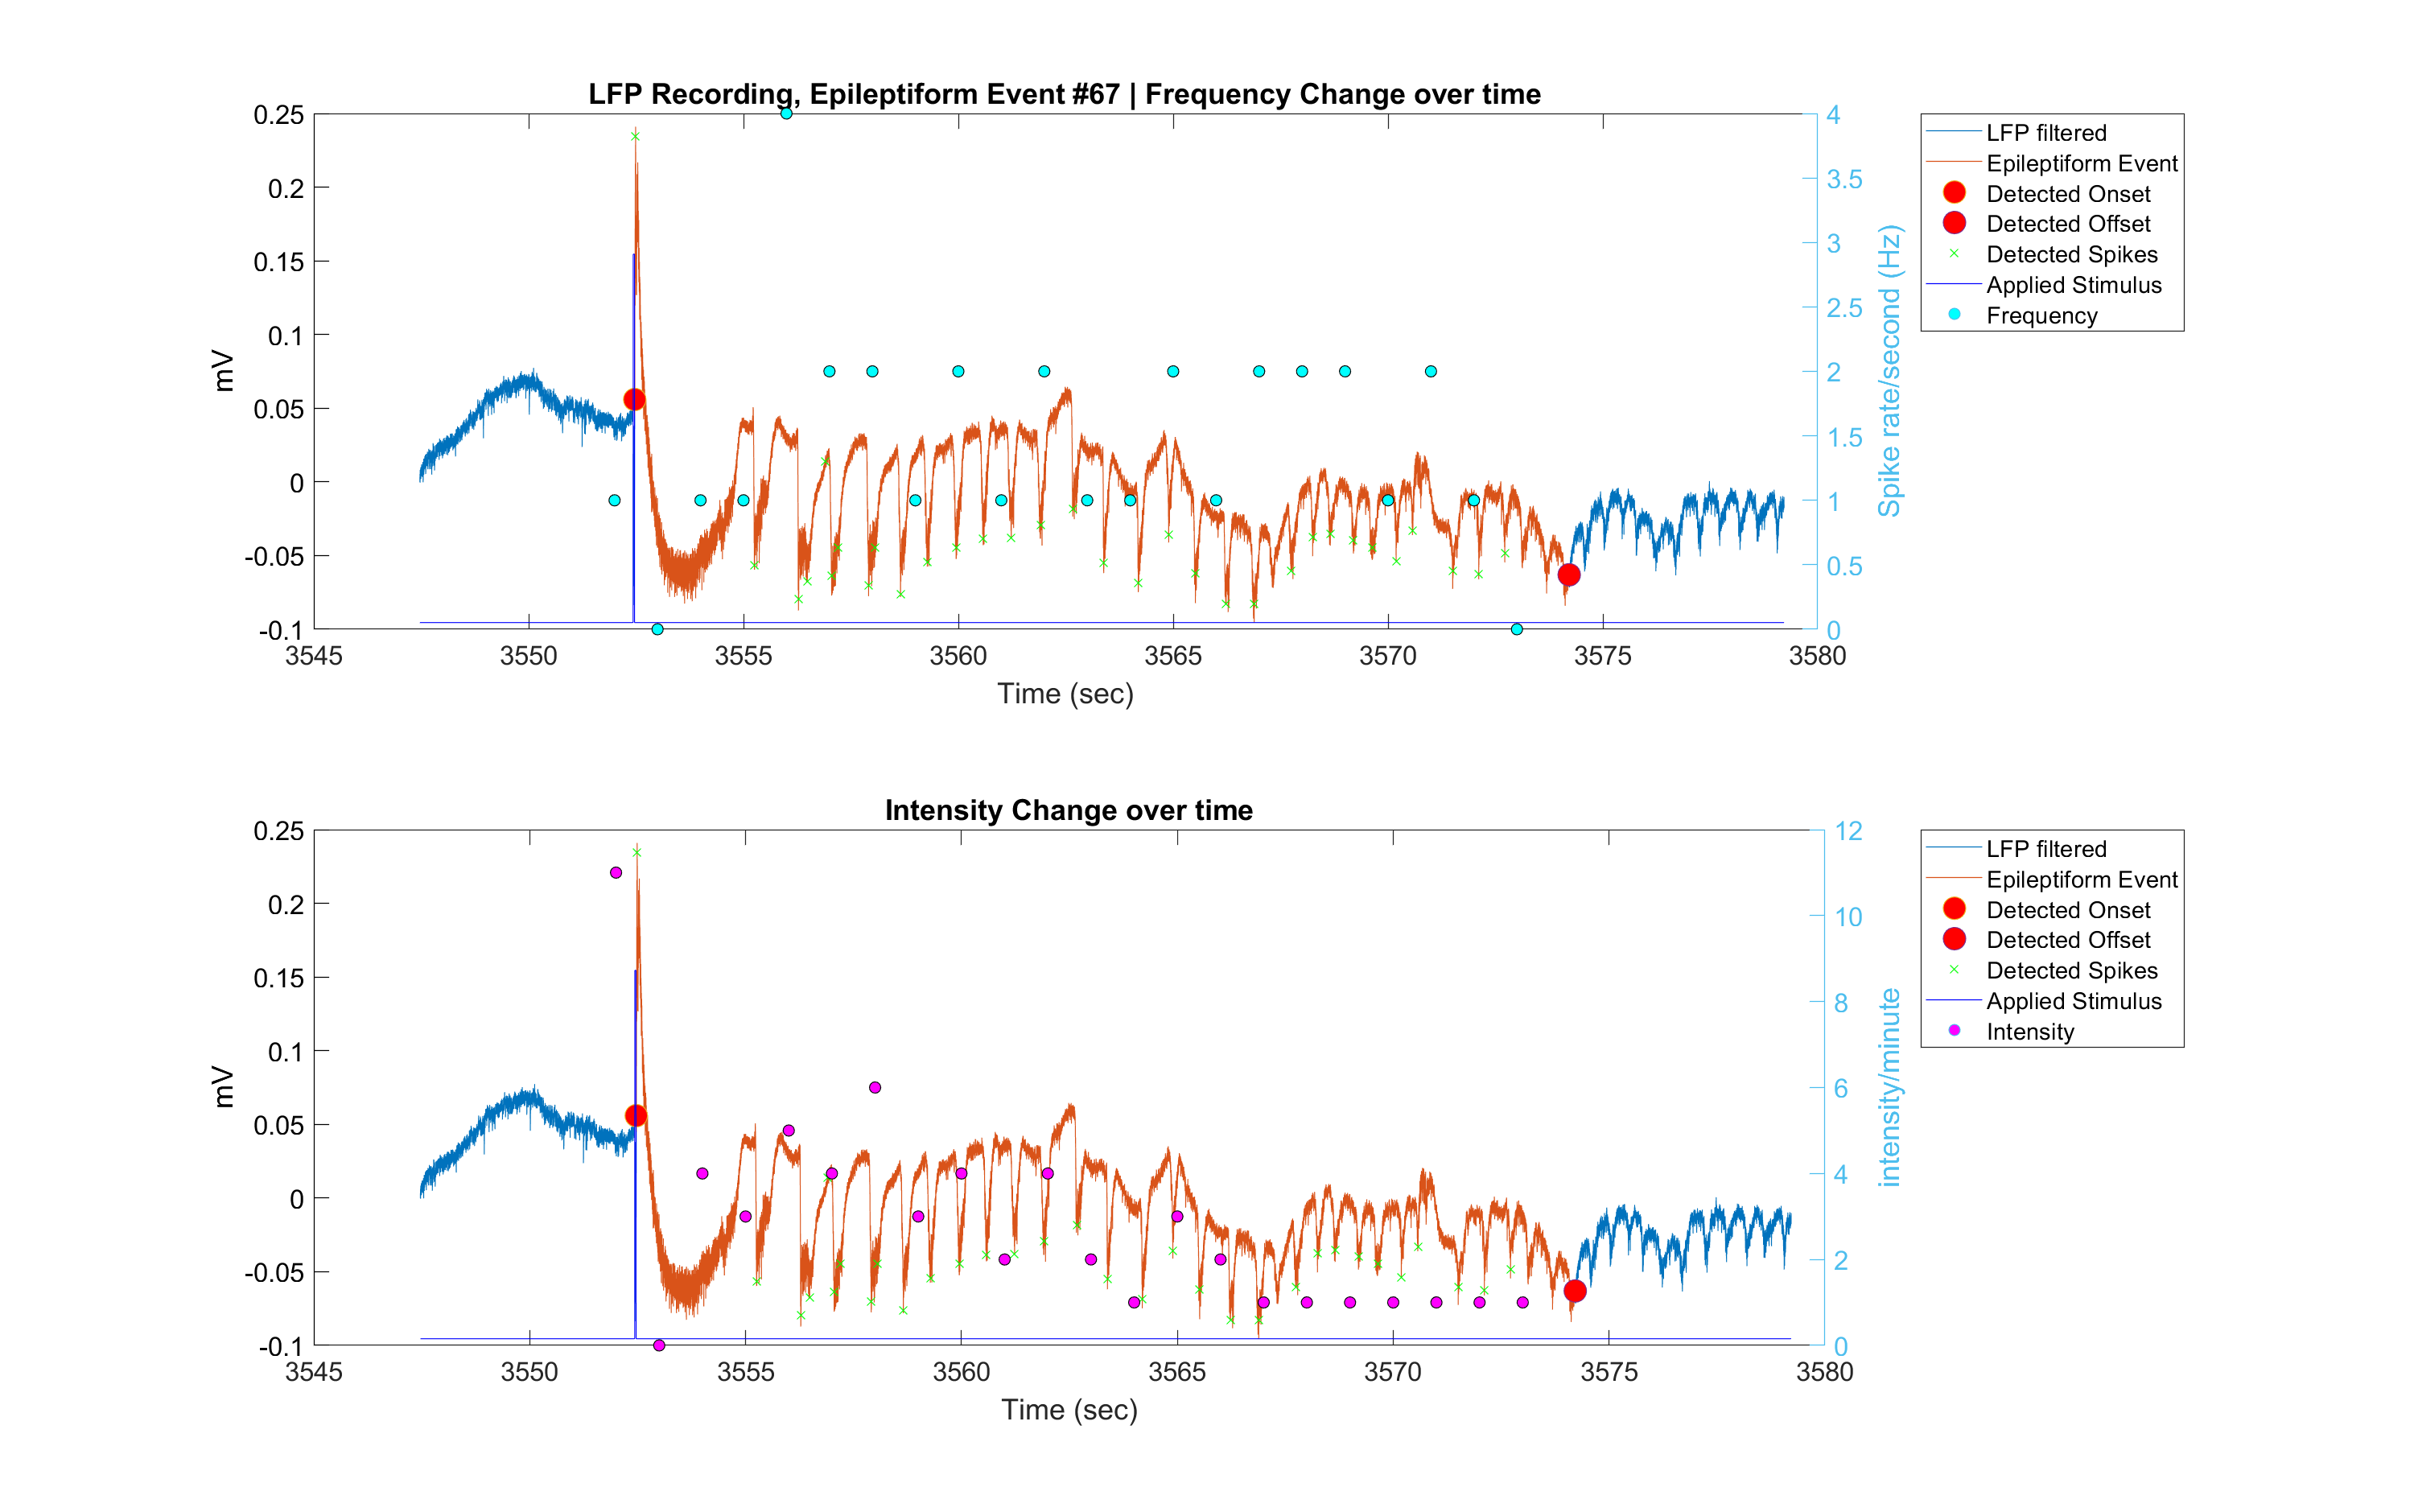 LFP Recording, Epileptiform Event #67 | Frequency Change over time
0.25
0.2
0.15
0.1
0.05
0
-0.05
-0.1
mV
3545 3550 3555 3560 3565 3570 3575 3580
Time (sec)
4
3.5
3
2.5
2
1.5
1
0.5
0
Spike rate/second (Hz)
LFP filtered
Epileptiform Event
Detected Onset
Detected Offset
Detected Spikes
Applied Stimulus
Frequency
Intensity Change over time
0.25
0.2
0.15
0.1
0.05
0
-0.05
-0.1
mV
3545 3550 3555 3560 3565 3570 3575 3580
Time (sec)
12
10
8
6
4
2
0
intensity/minute
LFP filtered
Epileptiform Event
Detected Onset
Detected Offset
Detected Spikes
Applied Stimulus
Intensity